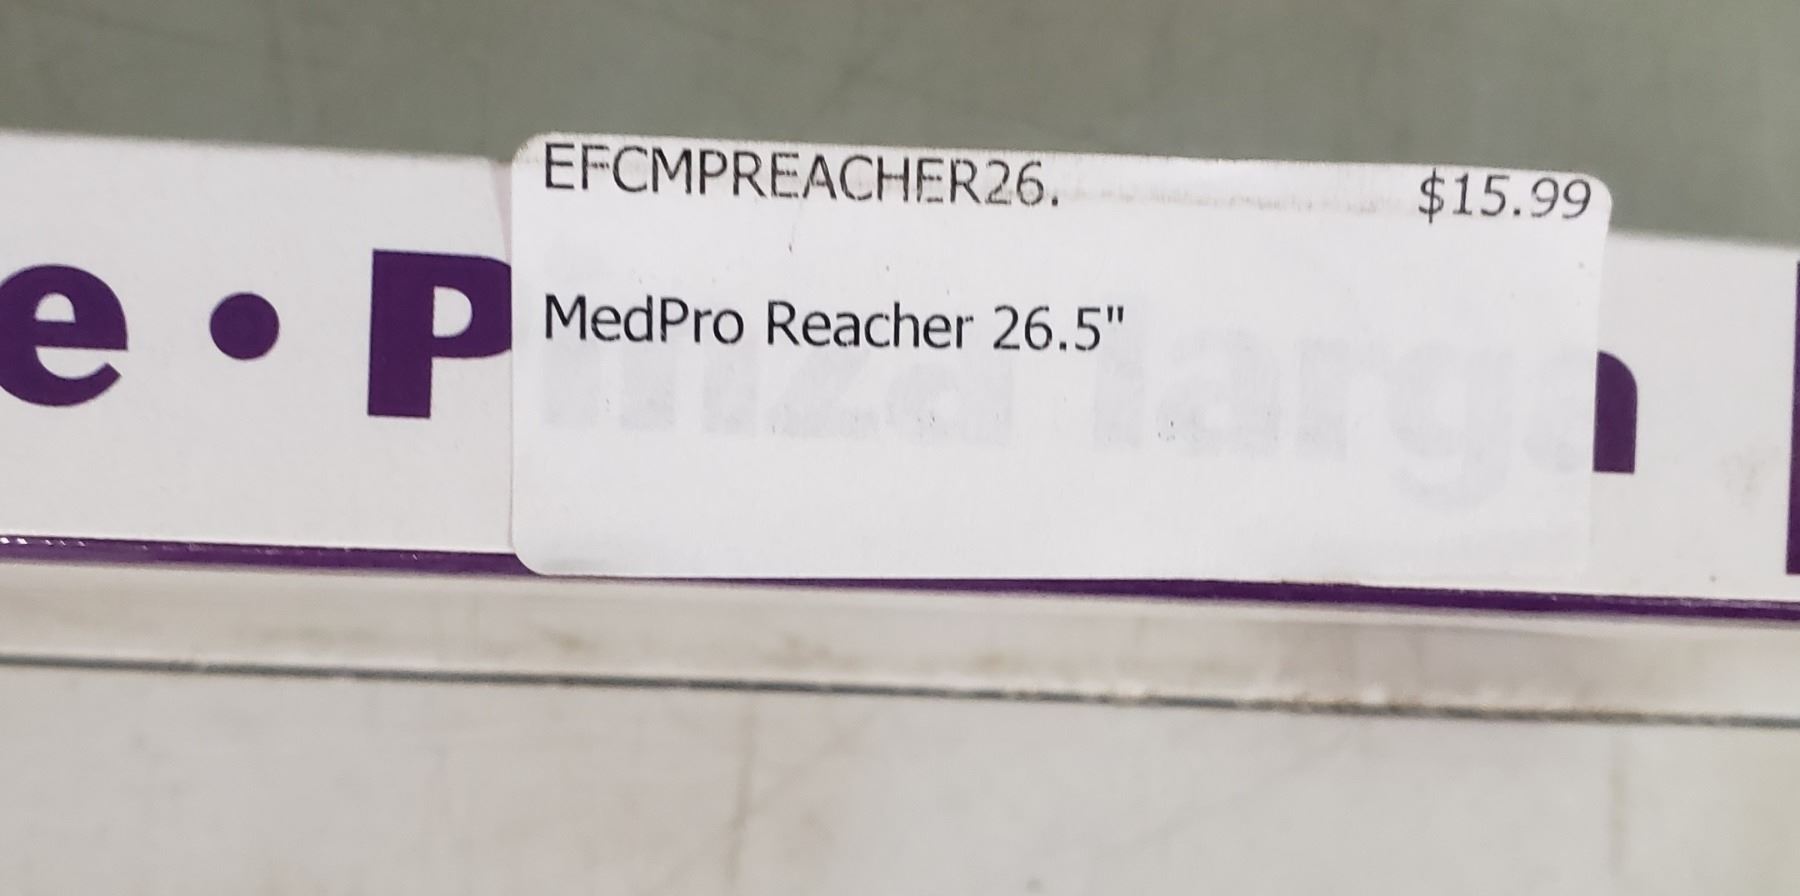 EFCMPREACHER26. $15.99
MedPro Reacher 26.5"